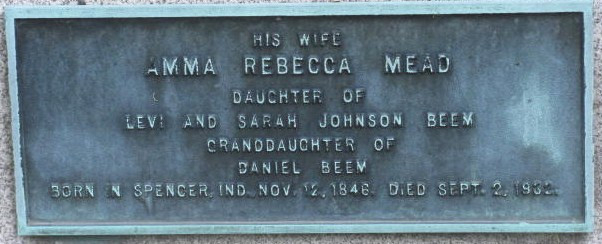 HIS WIFE
AMMA REBECCA MEAD
DAUGHTER OF
LEVI AND SARAH JOHNSON BEEM
GRANDDAUGHTER OF
DANIEL BEEM
BORN IN SPENCER, IND. NOV. 12, 1846. DIED SEPT. 2, 1932.